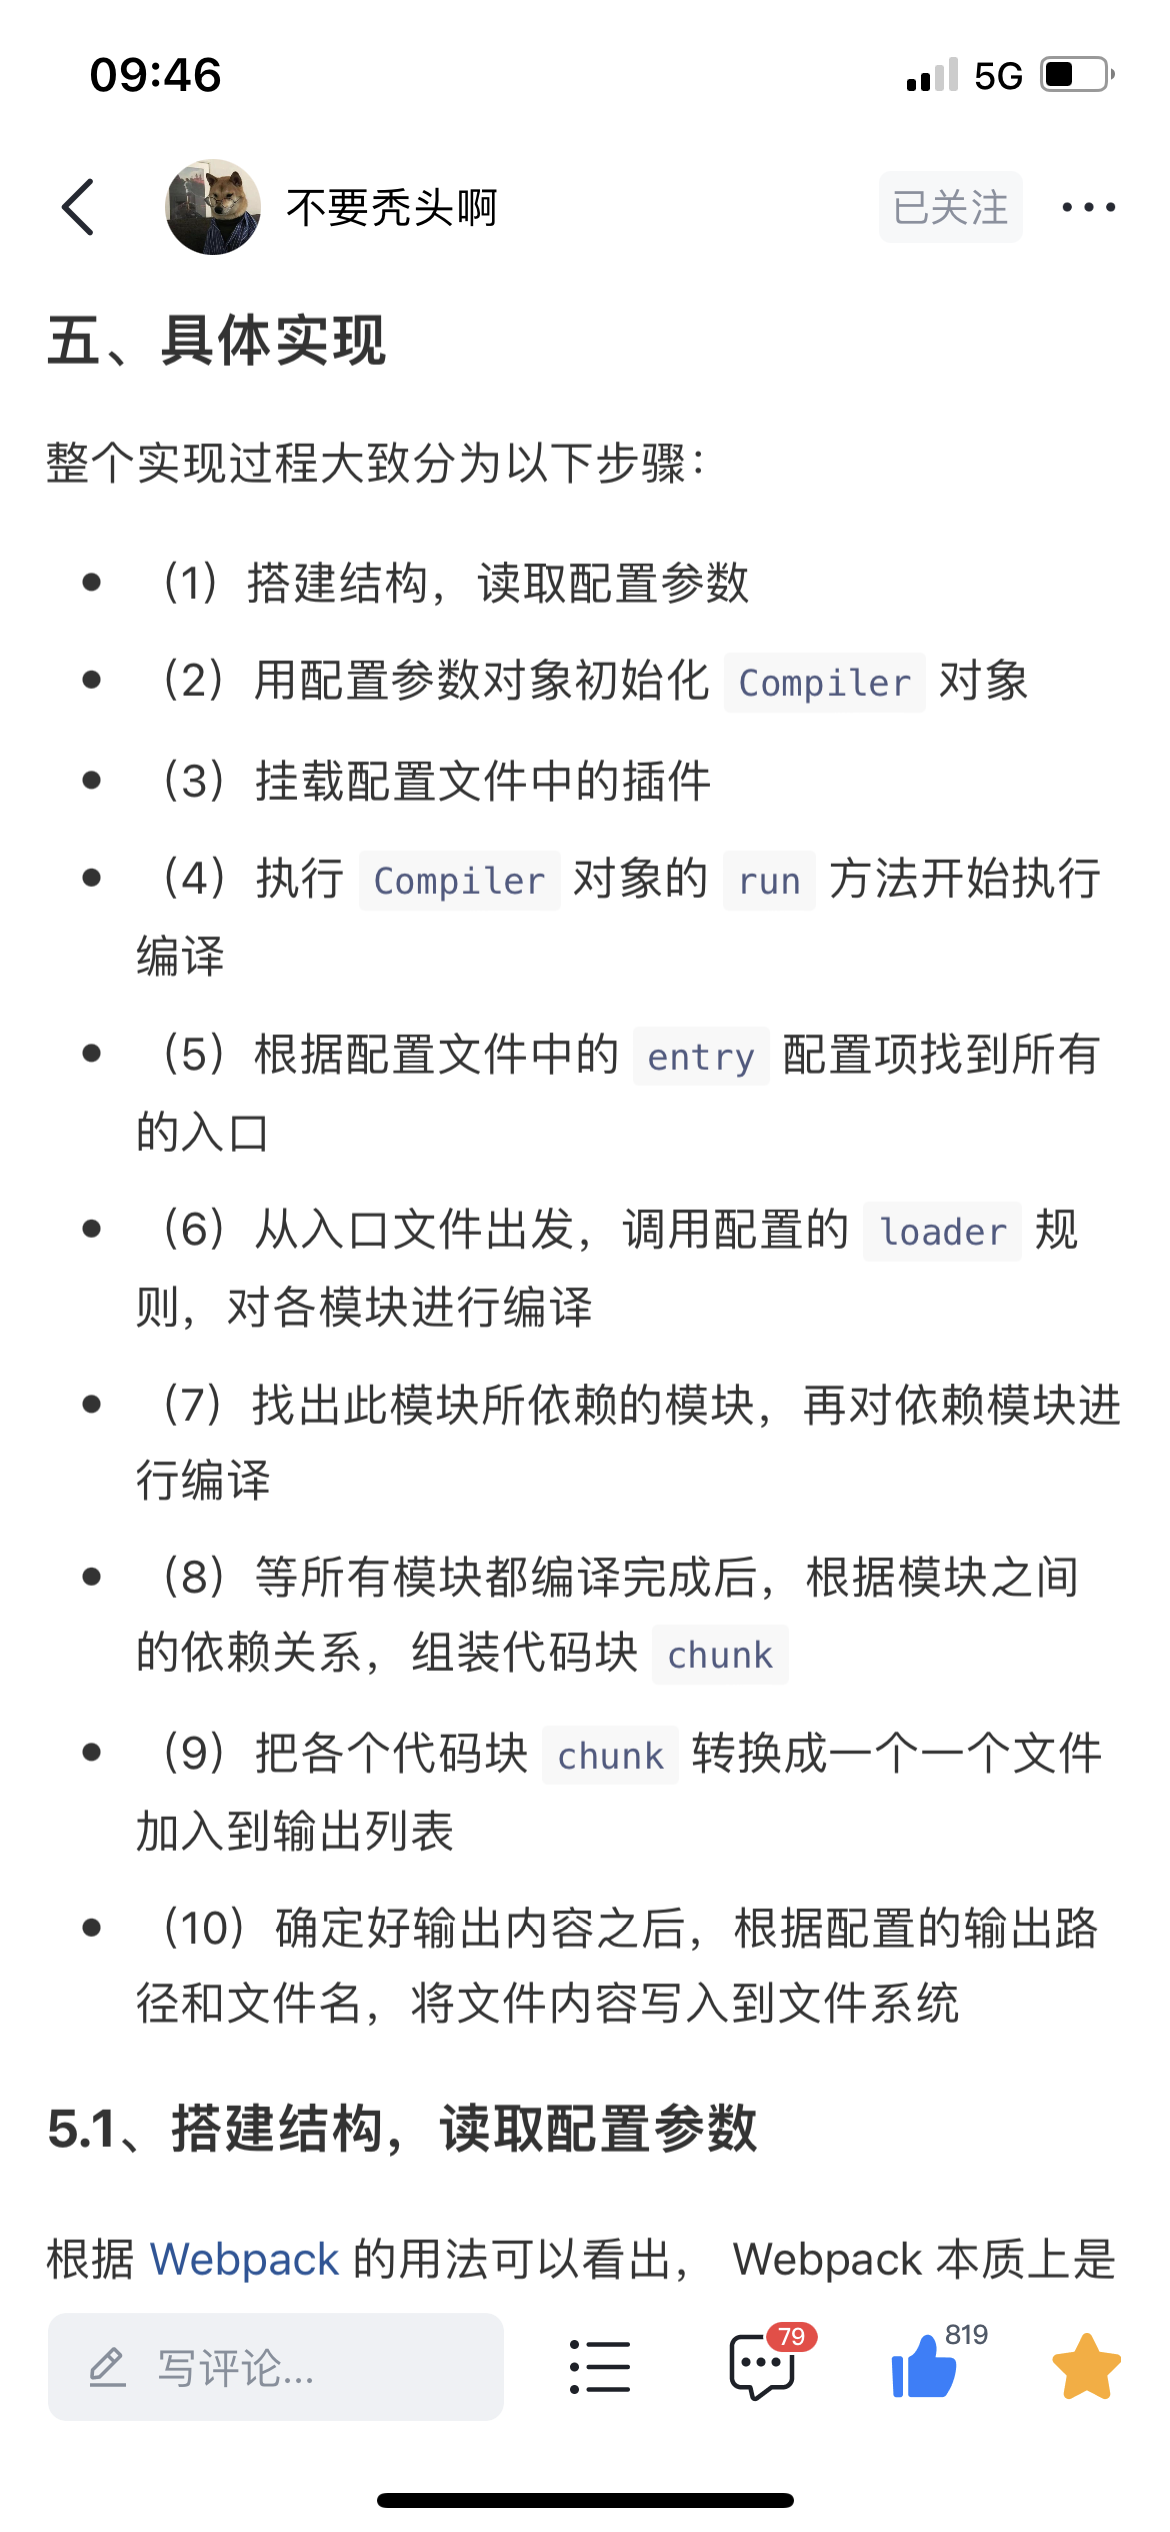 09:46
5G
不要秃头啊
已关注
五、具体实现
整个实现过程大致分为以下步骤：
（1）搭建结构，读取配置参数
（2）用配置参数对象初始化 Compiler 对象
（3）挂载配置文件中的插件
（4）执行 Compiler 对象的 run 方法开始执行
编译
（5）根据配置文件中的 entry 配置项找到所有
的入口
（6）从入口文件出发，调用配置的 loader 规
则，对各模块进行编译
（7）找出此模块所依赖的模块，再对依赖模块进
行编译
（8）等所有模块都编译完成后，根据模块之间
的依赖关系，组装代码块 chunk
（9）把各个代码块 chunk 转换成一个一个文件
加入到输出列表
（10）确定好输出内容之后，根据配置的输出路
径和文件名，将文件内容写入到文件系统
5.1、搭建结构，读取配置参数
根据 Webpack 的用法可以看出， Webpack 本质上是
写评论...
79
819